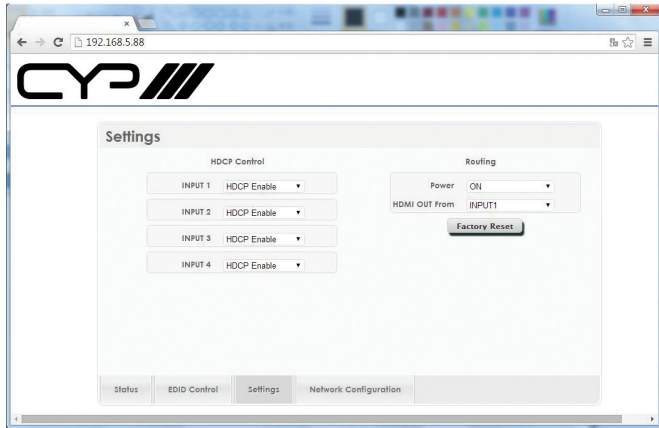 192.168.5.88
CYP
Settings
HDCP Control
INPUT 1 HDCP Enable
INPUT 2 HDCP Enable
INPUT 3 HDCP Enable
INPUT 4 HDCP Enable
Routing
Power ON
HDMI OUT From INPUT1
Factory Reset
Status EDID Control Settings Network Configuration